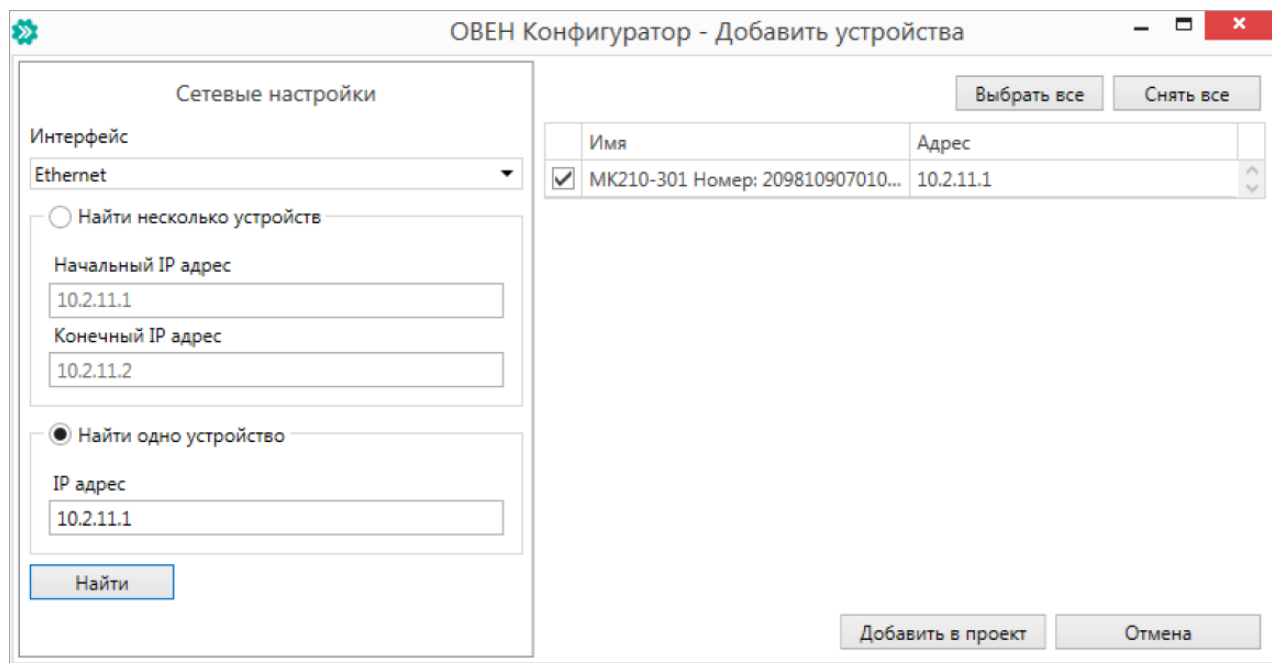 ОВЕН Конфигуратор - Добавить устройства
Сетевые настройки
Интерфейс
Ethernet
Найти несколько устройств
Начальный IP адрес
10.2.11.1
Конечный IP адрес
10.2.11.2
Найти одно устройство
IP адрес
10.2.11.1
Найти
Выбрать все Снять все
Имя Адрес
МК210-301 Номер: 209810907010... 10.2.11.1
Добавить в проект Отмена